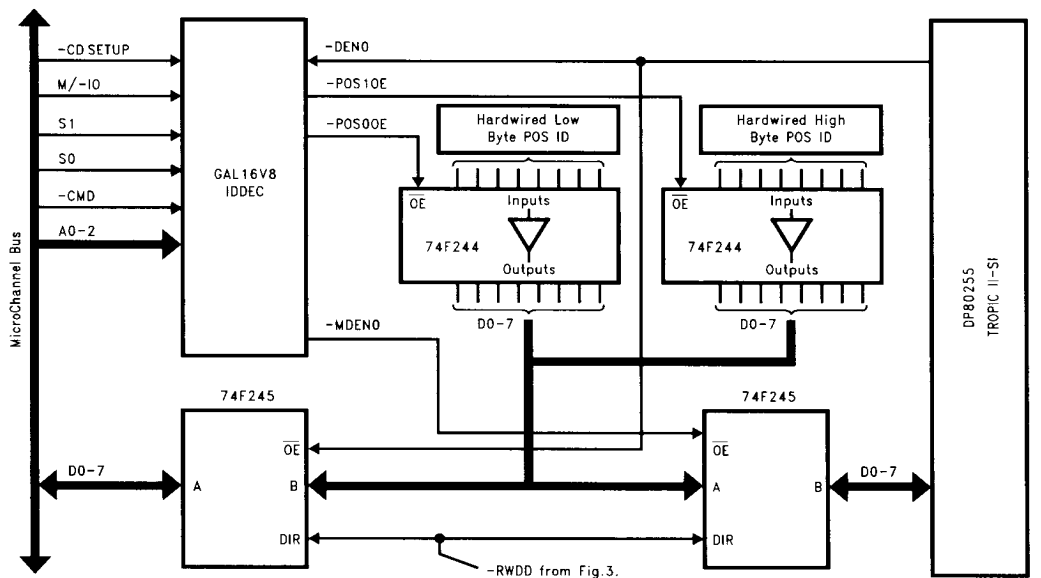 -CD SETUP
M/-IO
S1
S0
-CMD
A0-2
MicroChannel Bus
GAL16V8
IDDEC
-DEN0
-POS1OE
-POS0OE
-MDEN0
Hardwired Low
Byte POS ID
OE
Inputs
74F244
Outputs
D0-7
Hardwired High
Byte POS ID
OE
Inputs
74F244
Outputs
D0-7
DP80255
TROPIC II-SI
74F245
OE
D0-7
A
B
DIR
74F245
OE
A
B
D0-7
DIR
-RWDD from Fig.3.